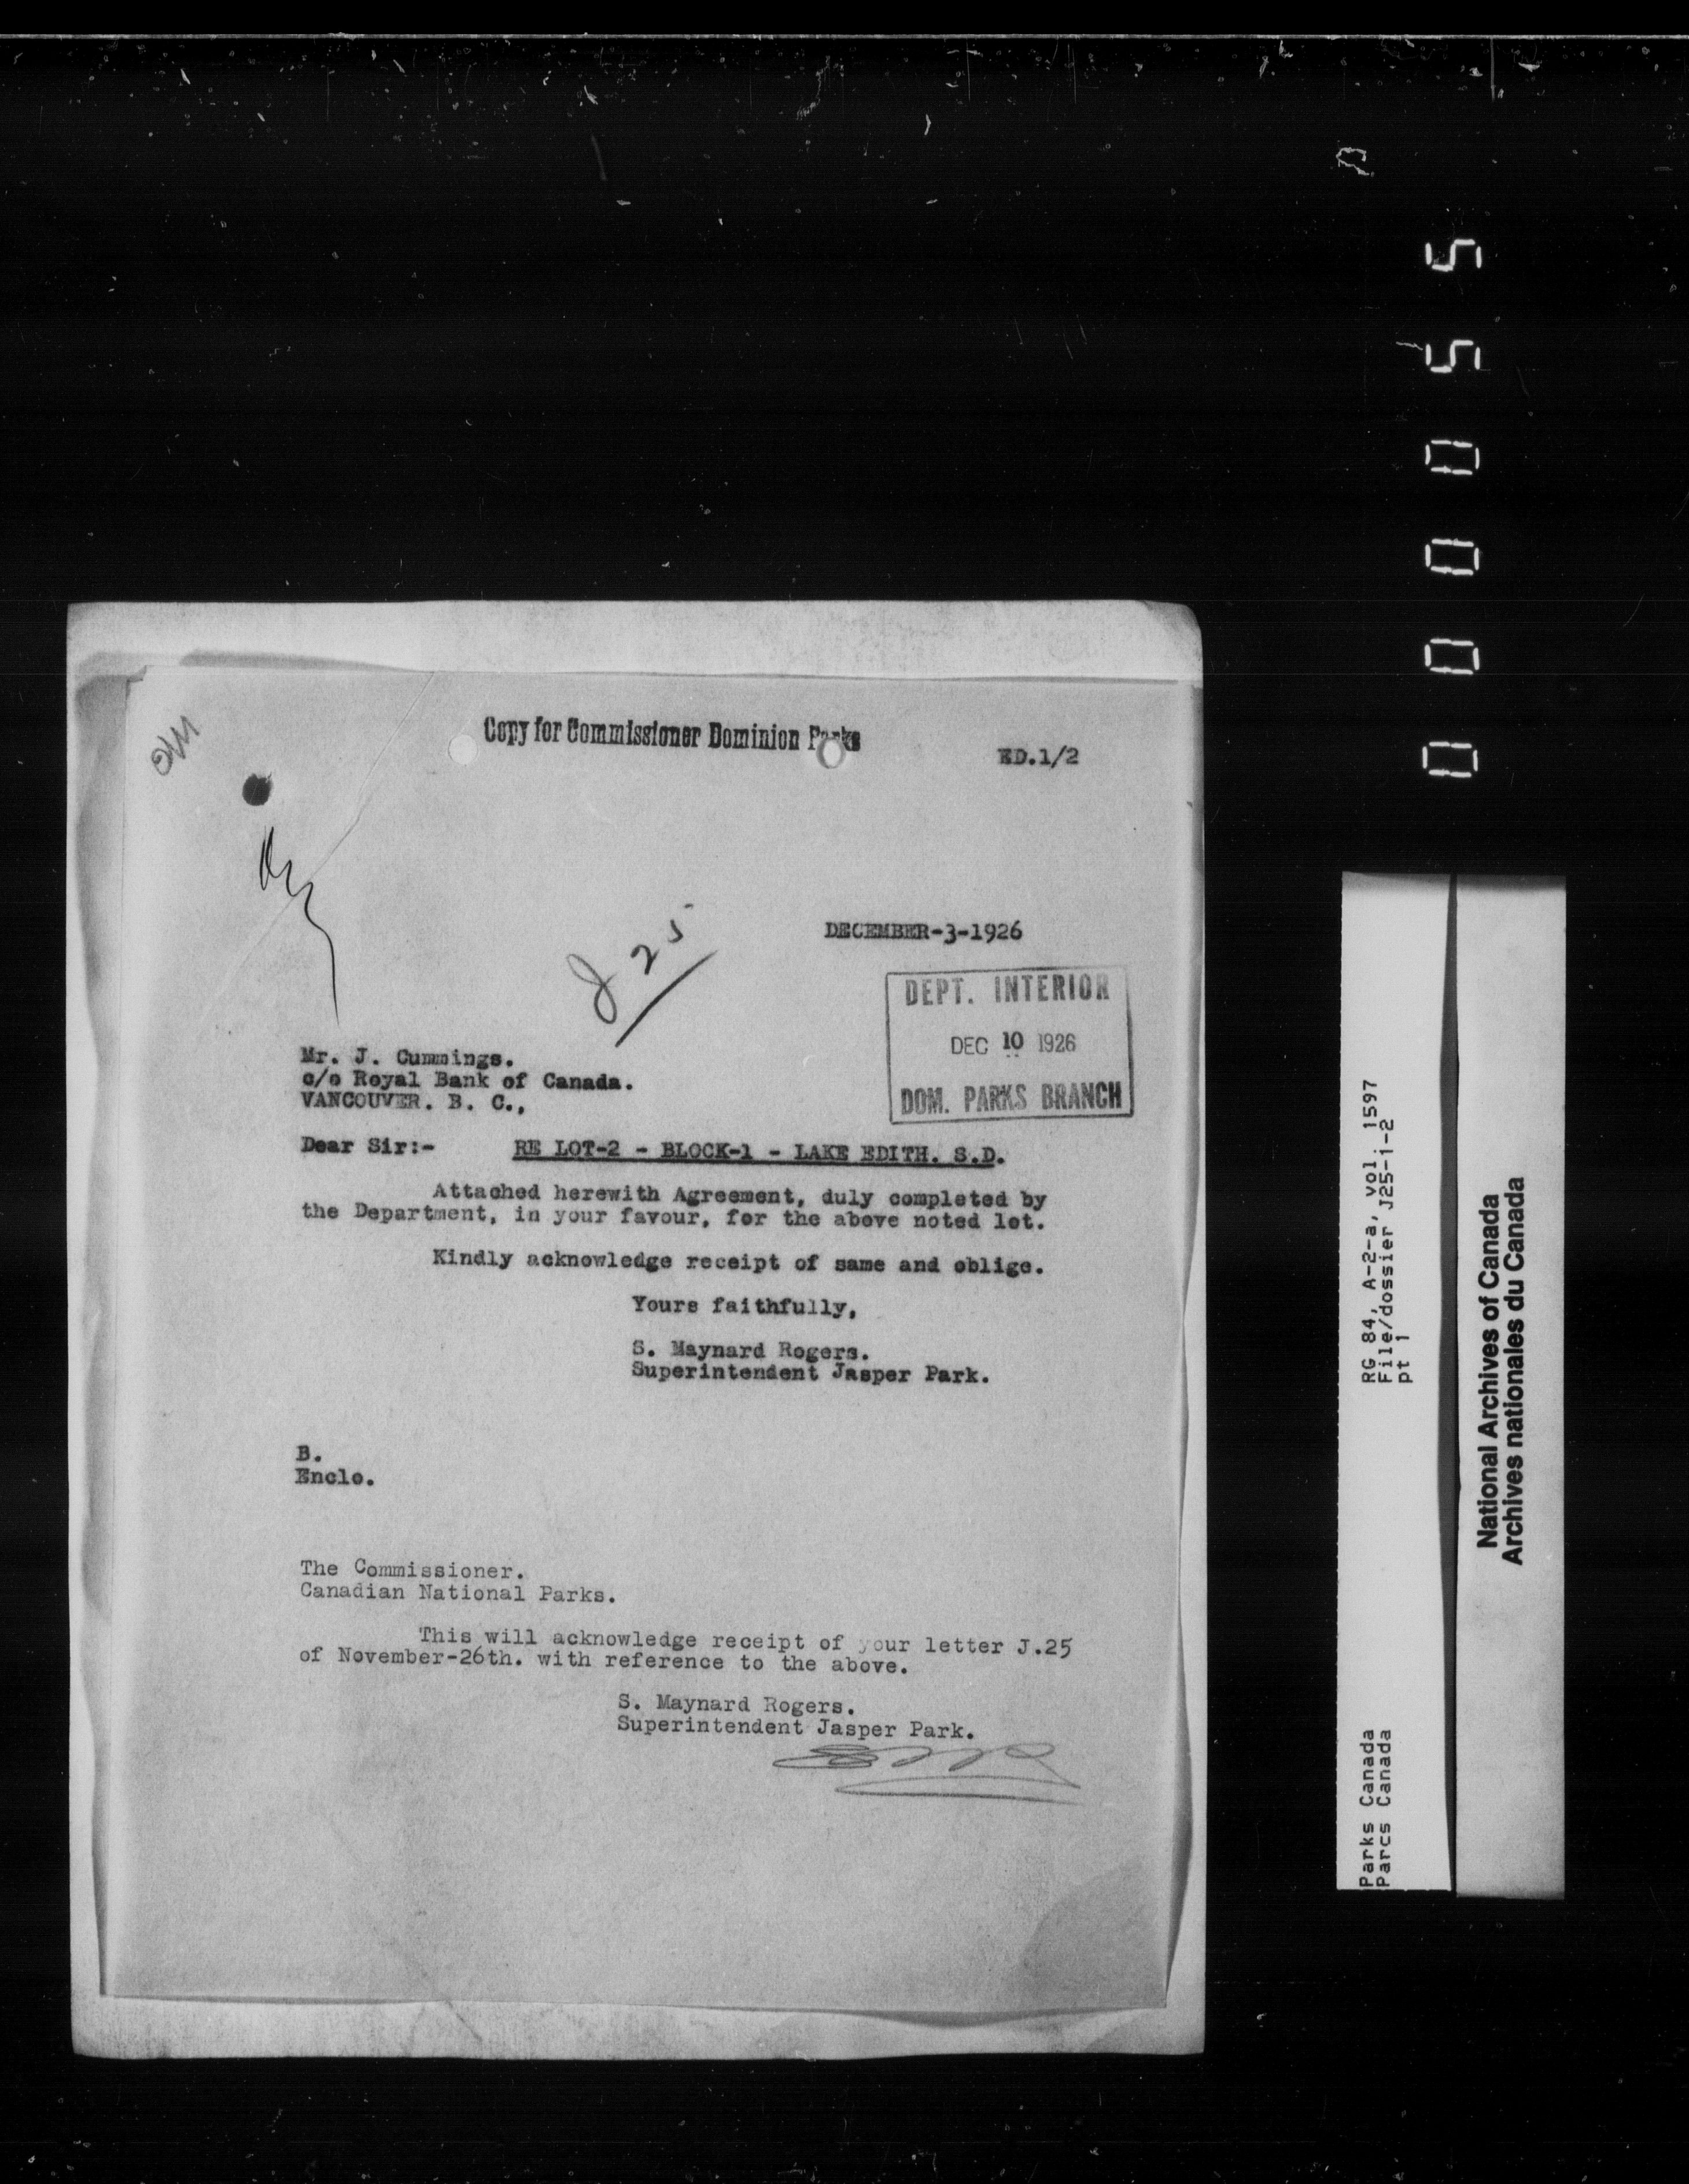 Copy for Commissioner Dominion Parks
ED.1/2
J 25
DECEMBER-3-1926
DEPT. INTERIOR
DEC 10 1926
DOM. PARKS BRANCH
Mr. J. Cummings.
c/o Royal Bank of Canada.
VANCOUVER. B. C.,
Dear Sir:- RE LOT-2 - BLOCK-1 - LAKE EDITH. S.D.
Attached herewith Agreement, duly completed by
the Department, in your favour, for the above noted lot.
Kindly acknowledge receipt of same and oblige.
Yours faithfully,
S. Maynard Rogers.
Superintendent Jasper Park.
B.
Enclo.
The Commissioner.
Canadian National Parks.
This will acknowledge receipt of your letter J.25
of November-26th. with reference to the above.
S. Maynard Rogers.
Superintendent Jasper Park.
SMR
000055
RG 84, A-2-a, vol. 1597
File/dossier J25-1-2
pt 1
Parks Canada
Parcs Canada
National Archives of Canada
Archives nationales du Canada